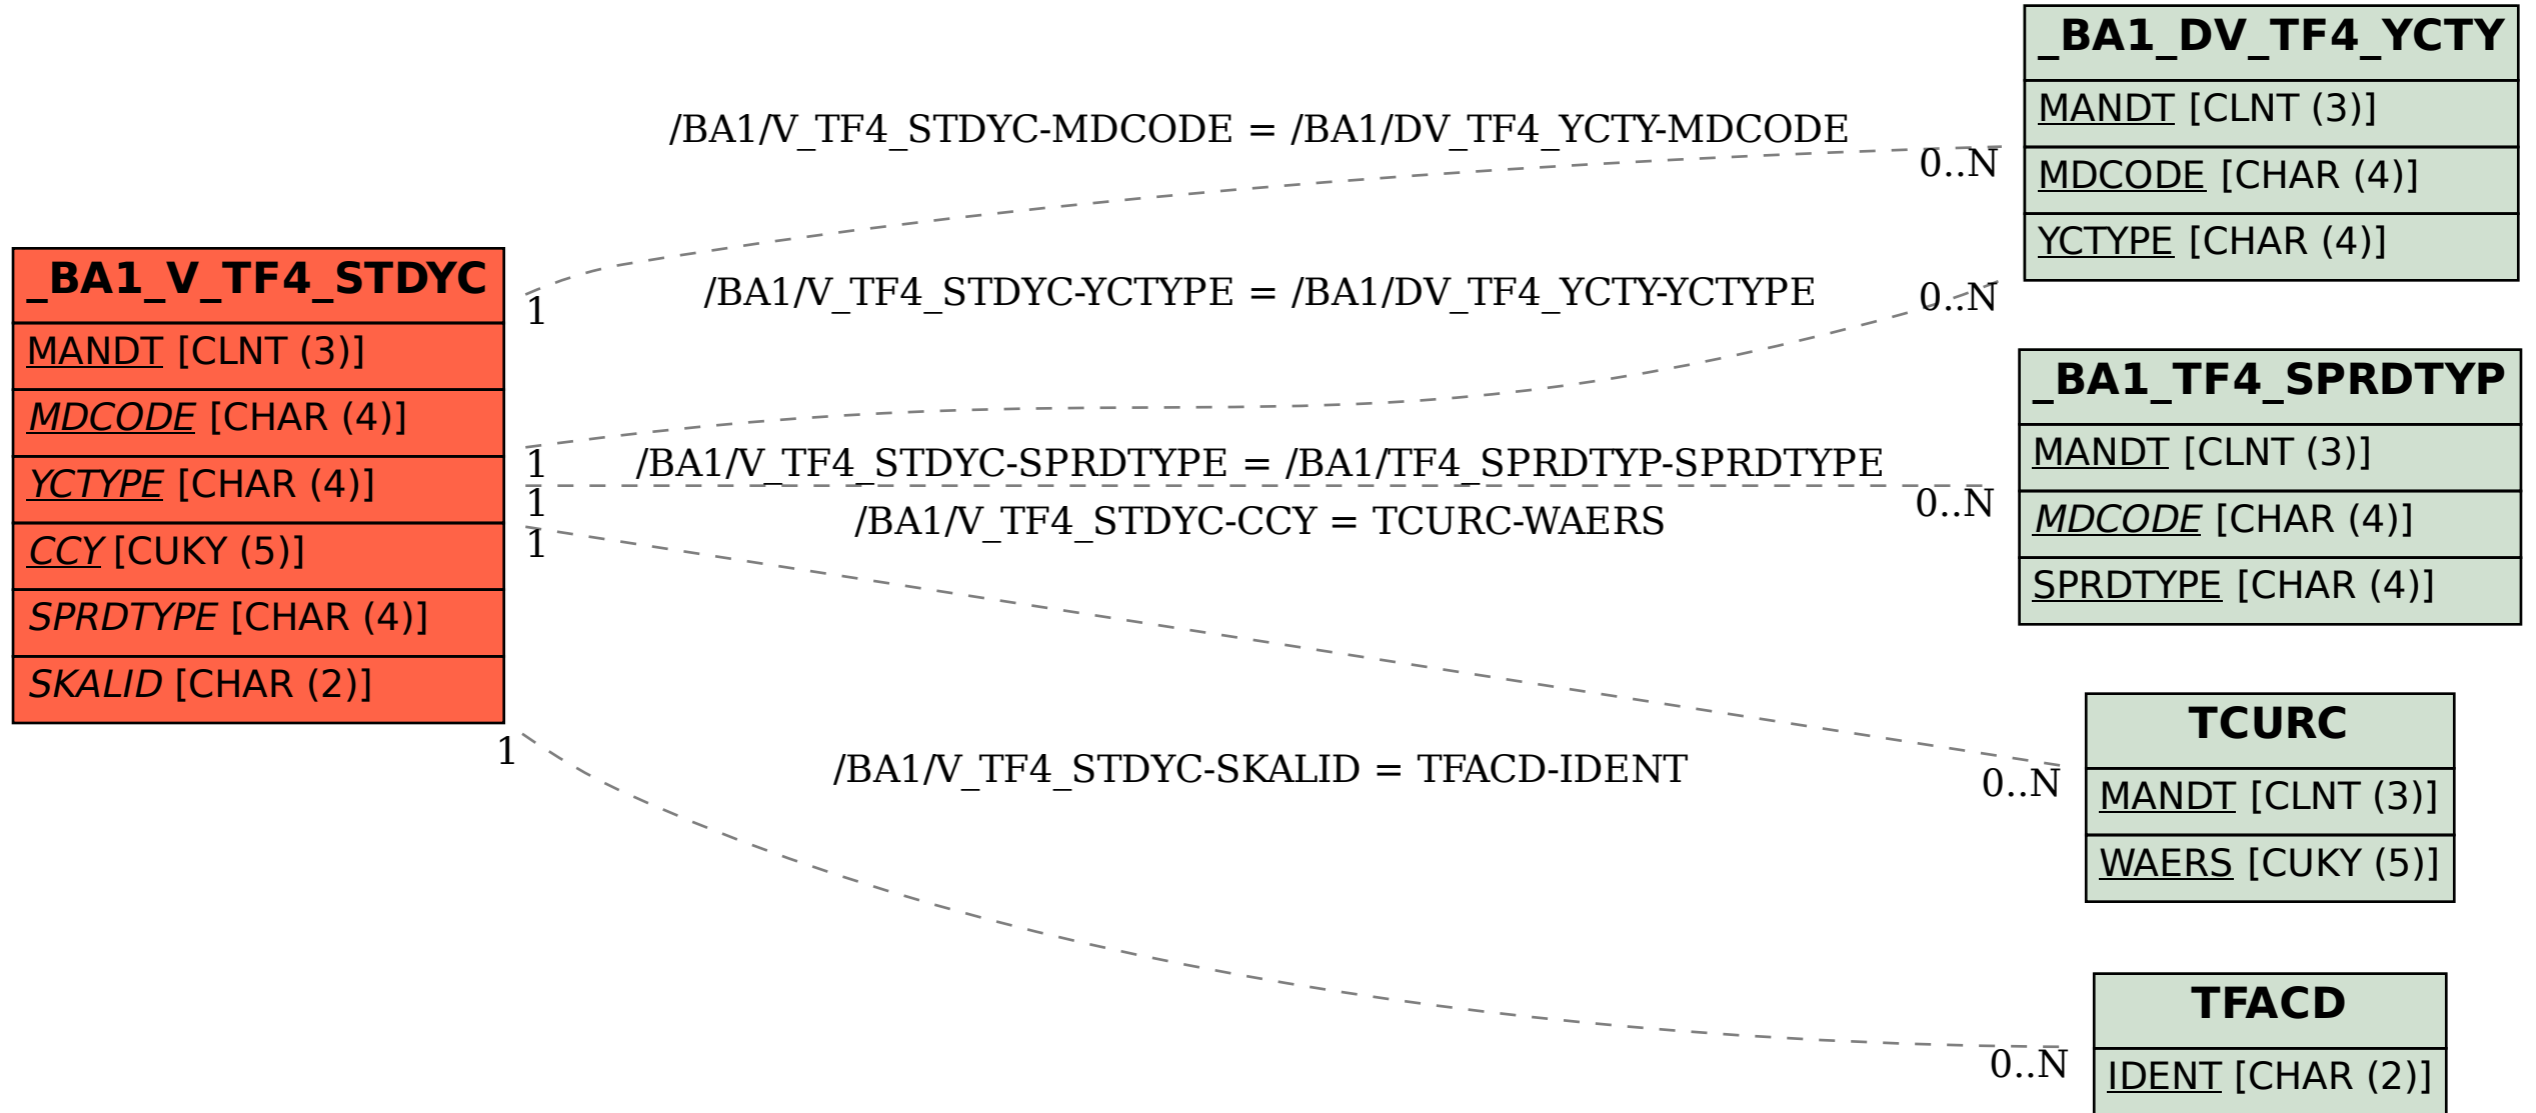 _BA1_V_TF4_STDYC
MANDT [CLNT (3)]
MDCODE [CHAR (4)]
YCTYPE [CHAR (4)]
CCY [CUKY (5)]
SPRDTYPE [CHAR (4)]
SKALID [CHAR (2)]
/BA1/V_TF4_STDYC-MDCODE = /BA1/DV_TF4_YCTY-MDCODE
0..N
1
/BA1/V_TF4_STDYC-YCTYPE = /BA1/DV_TF4_YCTY-YCTYPE
0..N
1
/BA1/V_TF4_STDYC-SPRDTYPE = /BA1/TF4_SPRDTYP-SPRDTYPE
1
0..N
/BA1/V_TF4_STDYC-CCY = TCURC-WAERS
1
0..N
/BA1/V_TF4_STDYC-SKALID = TFACD-IDENT
1
0..N
_BA1_DV_TF4_YCTY
MANDT [CLNT (3)]
MDCODE [CHAR (4)]
YCTYPE [CHAR (4)]
_BA1_TF4_SPRDTYP
MANDT [CLNT (3)]
MDCODE [CHAR (4)]
SPRDTYPE [CHAR (4)]
TCURC
MANDT [CLNT (3)]
WAERS [CUKY (5)]
TFACD
IDENT [CHAR (2)]